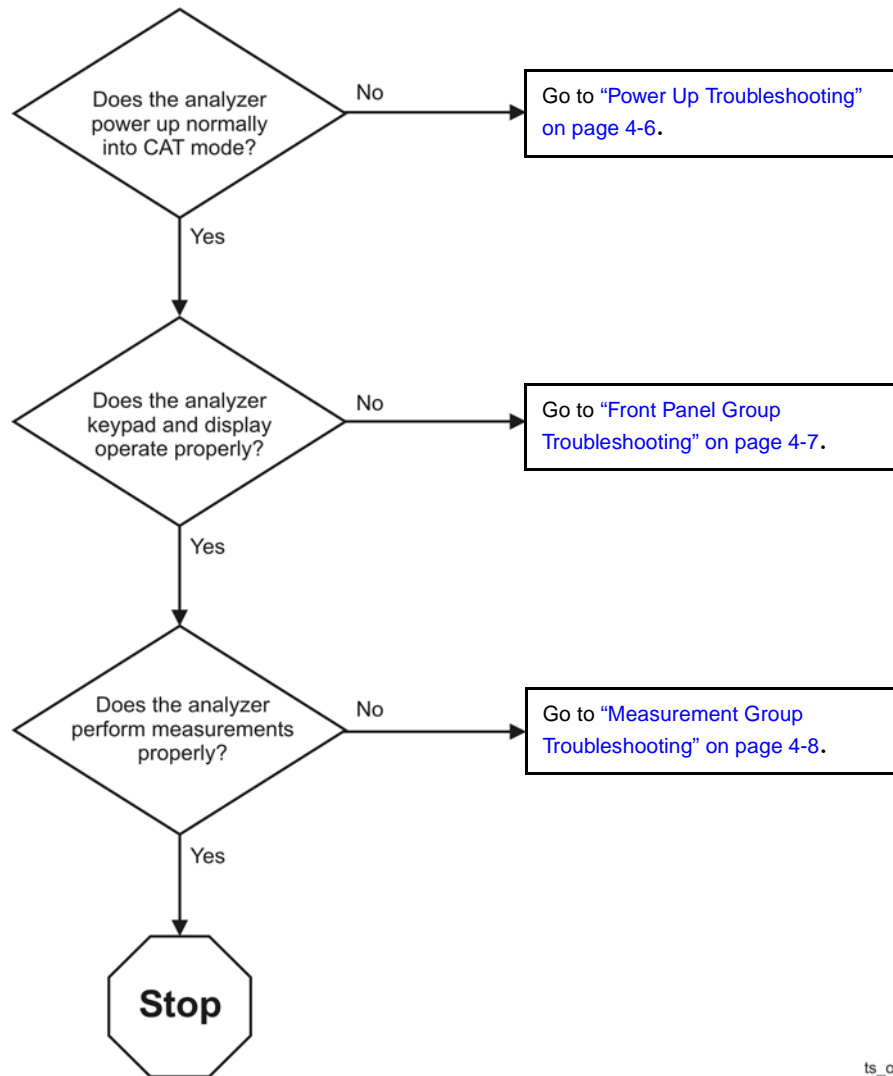 Does the analyzer
power up normally
into CAT mode?
No
Go to “Power Up Troubleshooting”
on page 4-6.
Yes
Does the analyzer
keypad and display
operate properly?
No
Go to “Front Panel Group
Troubleshooting” on page 4-7.
Yes
Does the analyzer
perform measurements
properly?
No
Go to “Measurement Group
Troubleshooting” on page 4-8.
Yes
Stop